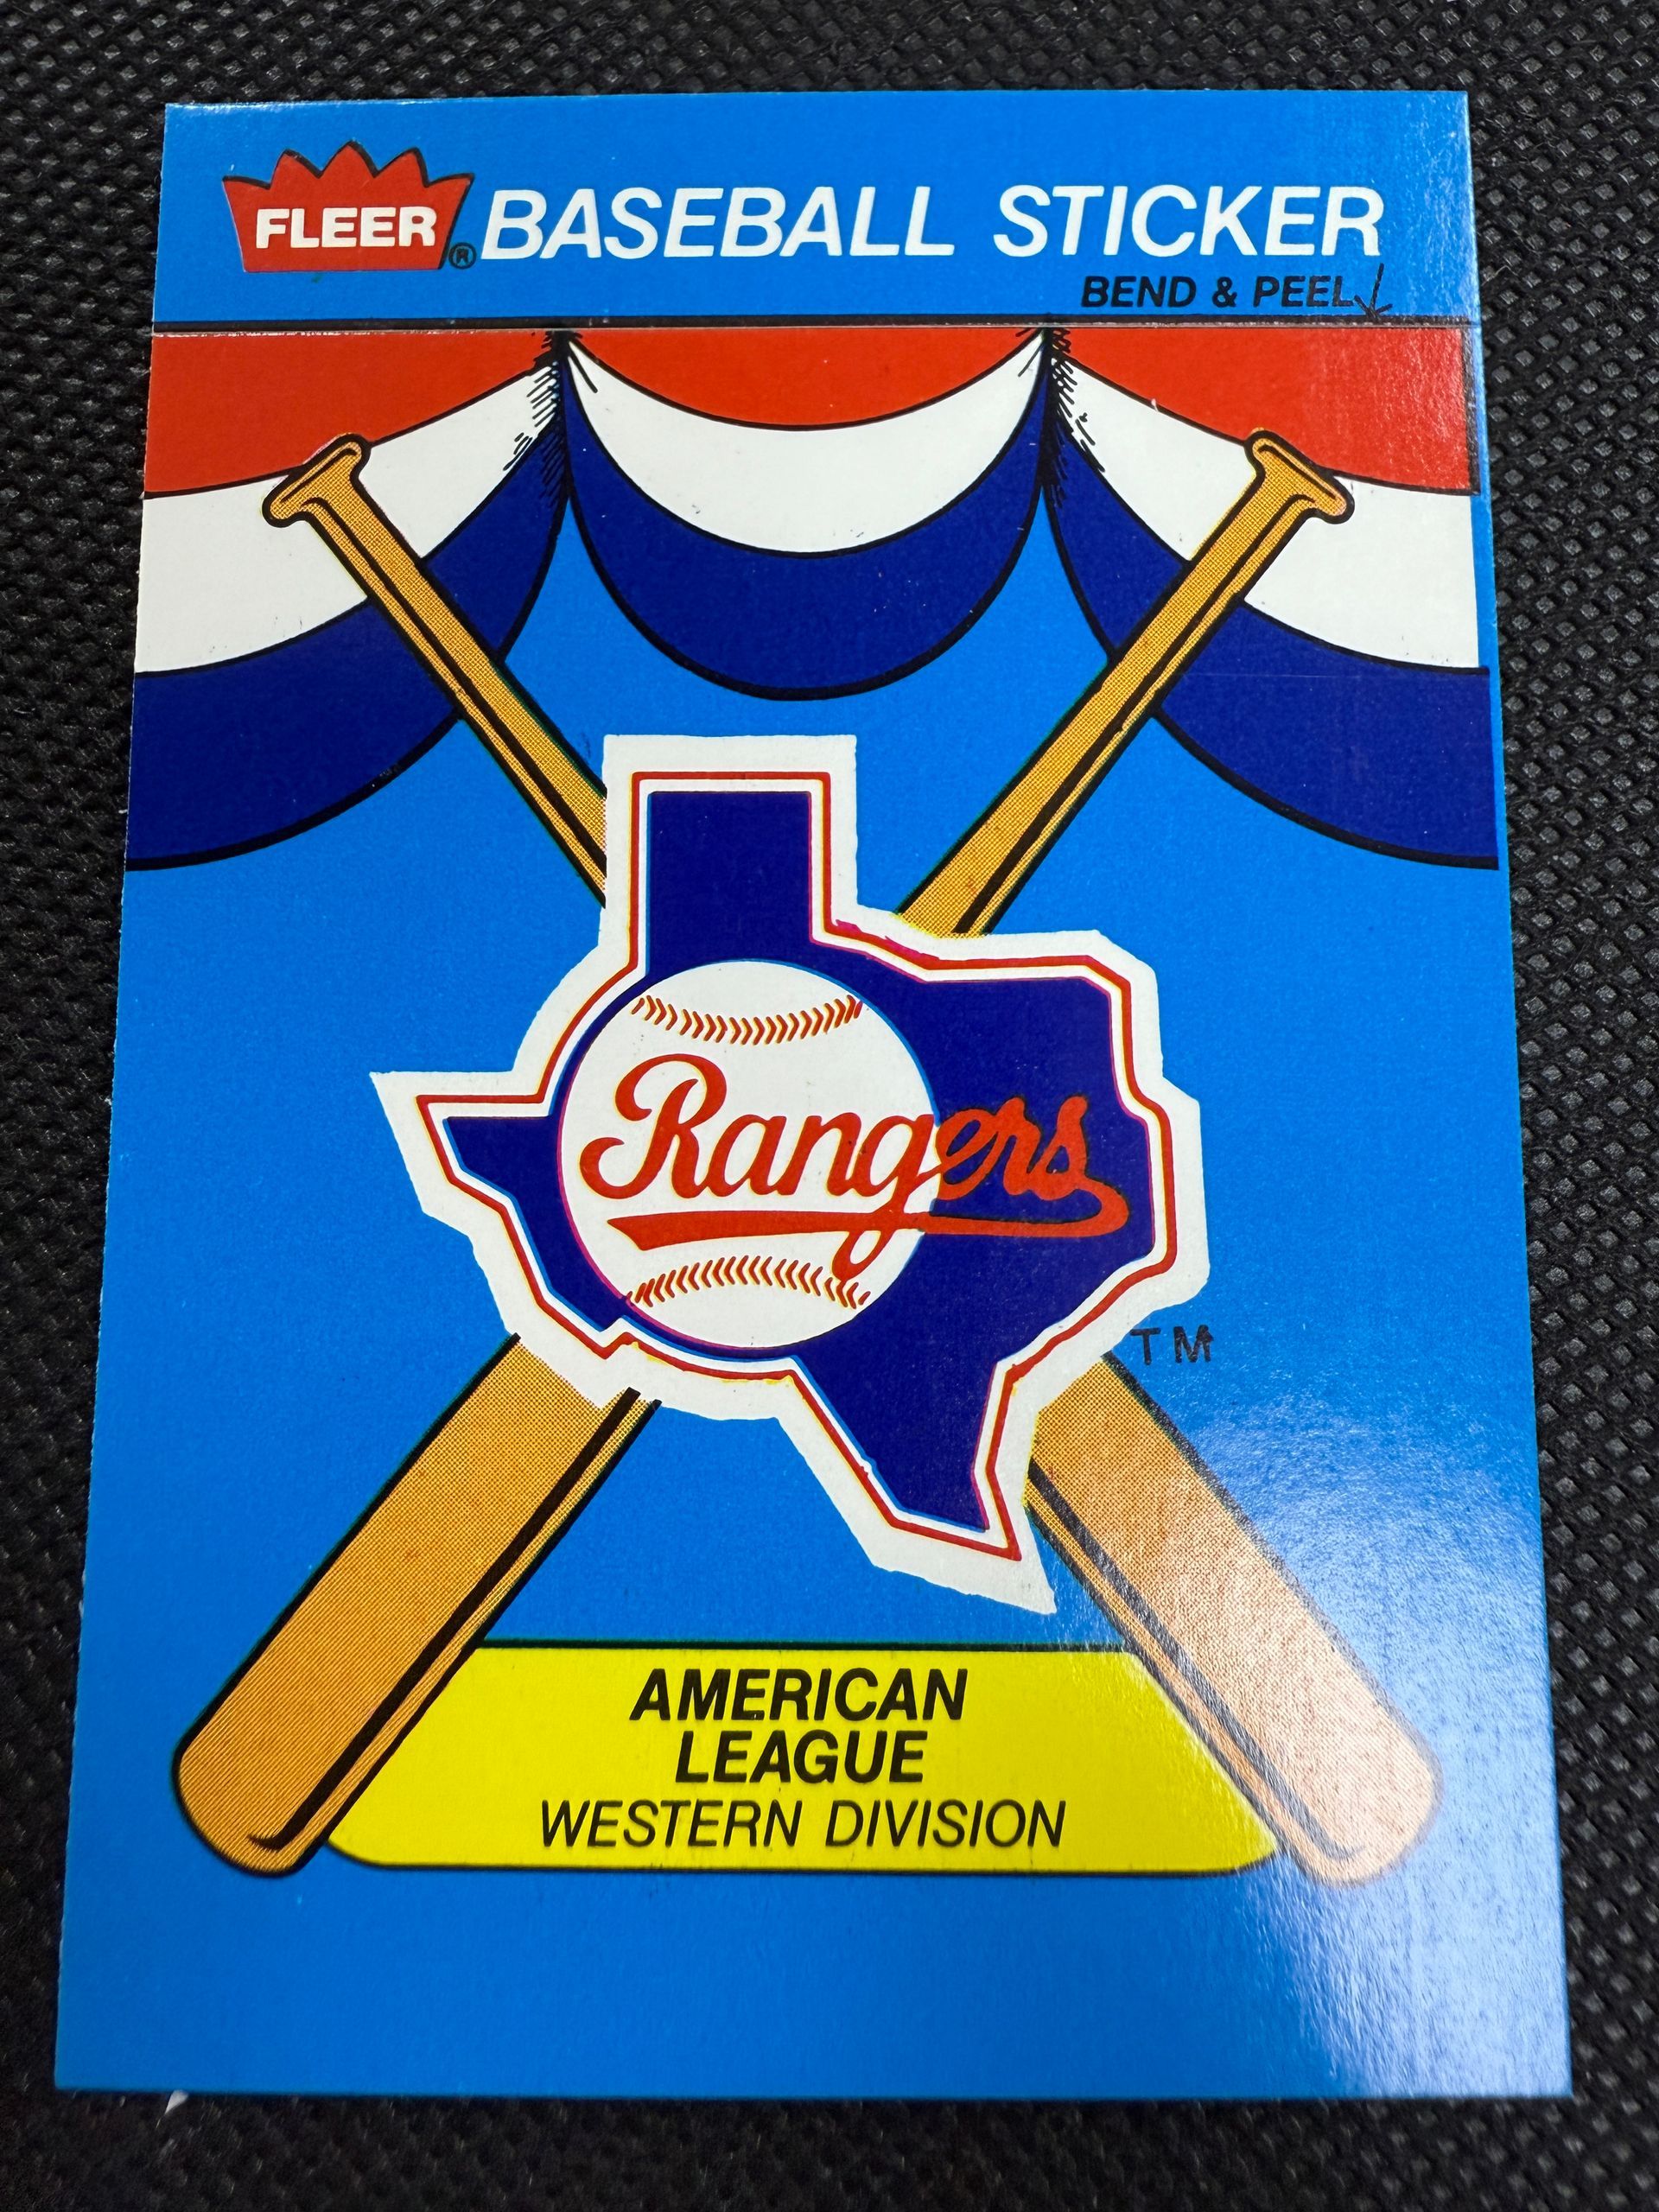 FLEER® BASEBALL STICKER
BEND & PEEL
Rangers
TM
AMERICAN
LEAGUE
WESTERN DIVISION